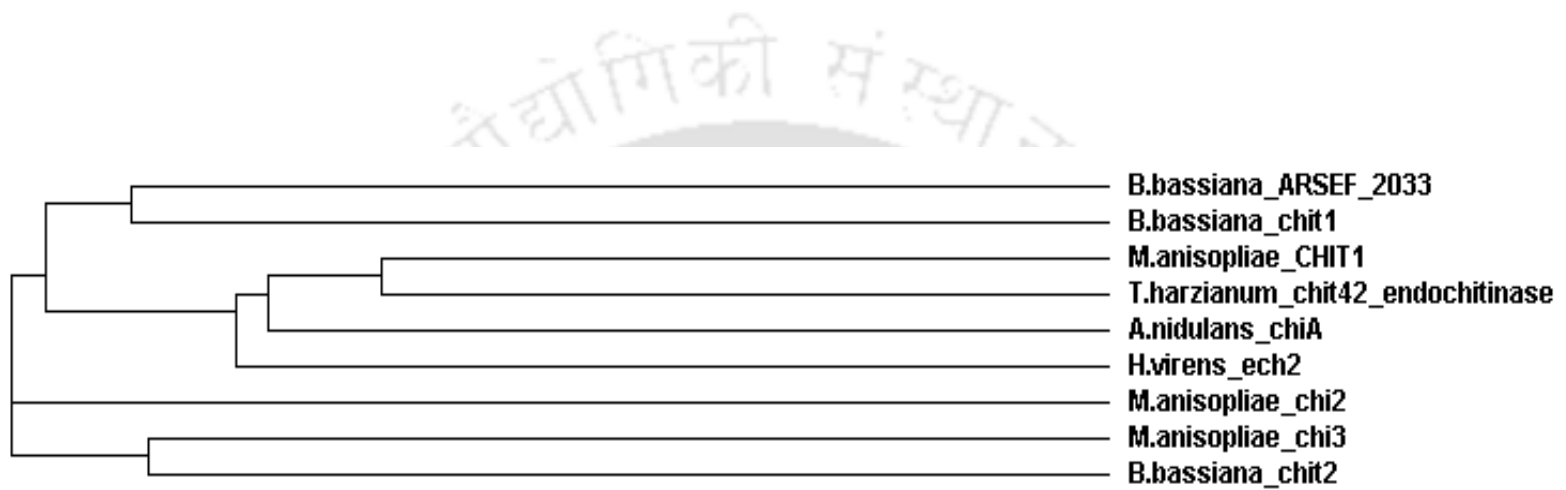 द्यौगिकी संस्थान
B.bassiana_ARSEF_2033
B.bassiana_chit1
M.anisopliae_CHIT1
T.harzianum_chit42_endochitinase
A.nidulans_chiA
H.virens_ech2
M.anisopliae_chi2
M.anisopliae_chi3
B.bassiana_chit2